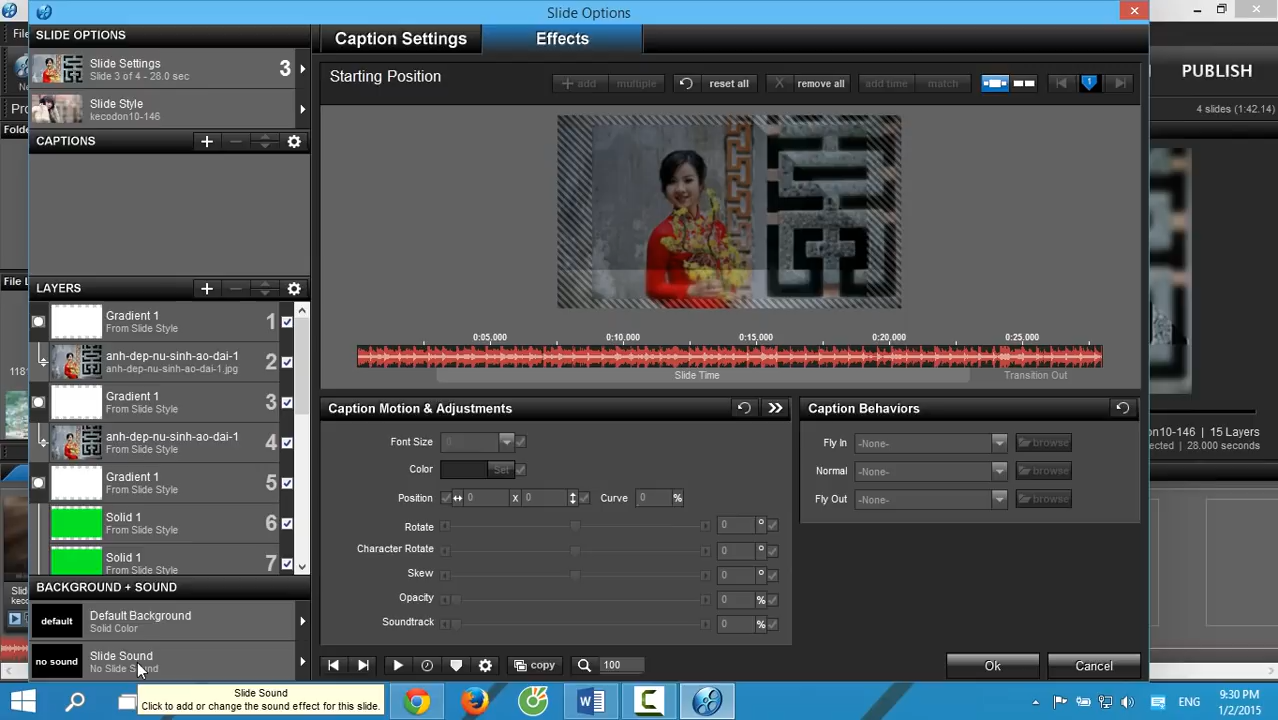 Slide Options
SLIDE OPTIONS
Slide Settings
Slide 3 of 4 - 28.0 sec
3
Slide Style
kecodon10-146
CAPTIONS
LAYERS
Gradient 1
From Slide Style
1
anh-dep-nu-sinh-ao-dai-1
anh-dep-nu-sinh-ao-dai-1.jpg
2
Gradient 1
From Slide Style
3
anh-dep-nu-sinh-ao-dai-1
From Slide Style
4
Gradient 1
From Slide Style
5
Solid 1
From Slide Style
6
Solid 1
From Slide Style
7
BACKGROUND + SOUND
default
Default Background
Solid Color
no sound
Slide Sound
No Slide Sound
Slide Sound
Click to add or change the sound effect for this slide.
Caption Settings
Effects
Starting Position
add
multiple
reset all
remove all
add time
match
1
0:05,000
0:10,000
0:15,000
0:20,000
0:25,000
Slide Time
Transition Out
Caption Motion & Adjustments
Font Size
0
Color
Set
Position
0
X
0
Curve
0
%
Rotate
0
°
Character Rotate
0
°
Skew
0
°
Opacity
0
%
Soundtrack
0
%
copy
100
Caption Behaviors
Fly In
-None-
browse
Normal
-None-
browse
Fly Out
-None-
browse
Ok
Cancel
PUBLISH
4 slides (1:42.14)
on10-146 | 15 Layers
ut | 28.000 seconds
ENG
9:30 PM
1/2/2015